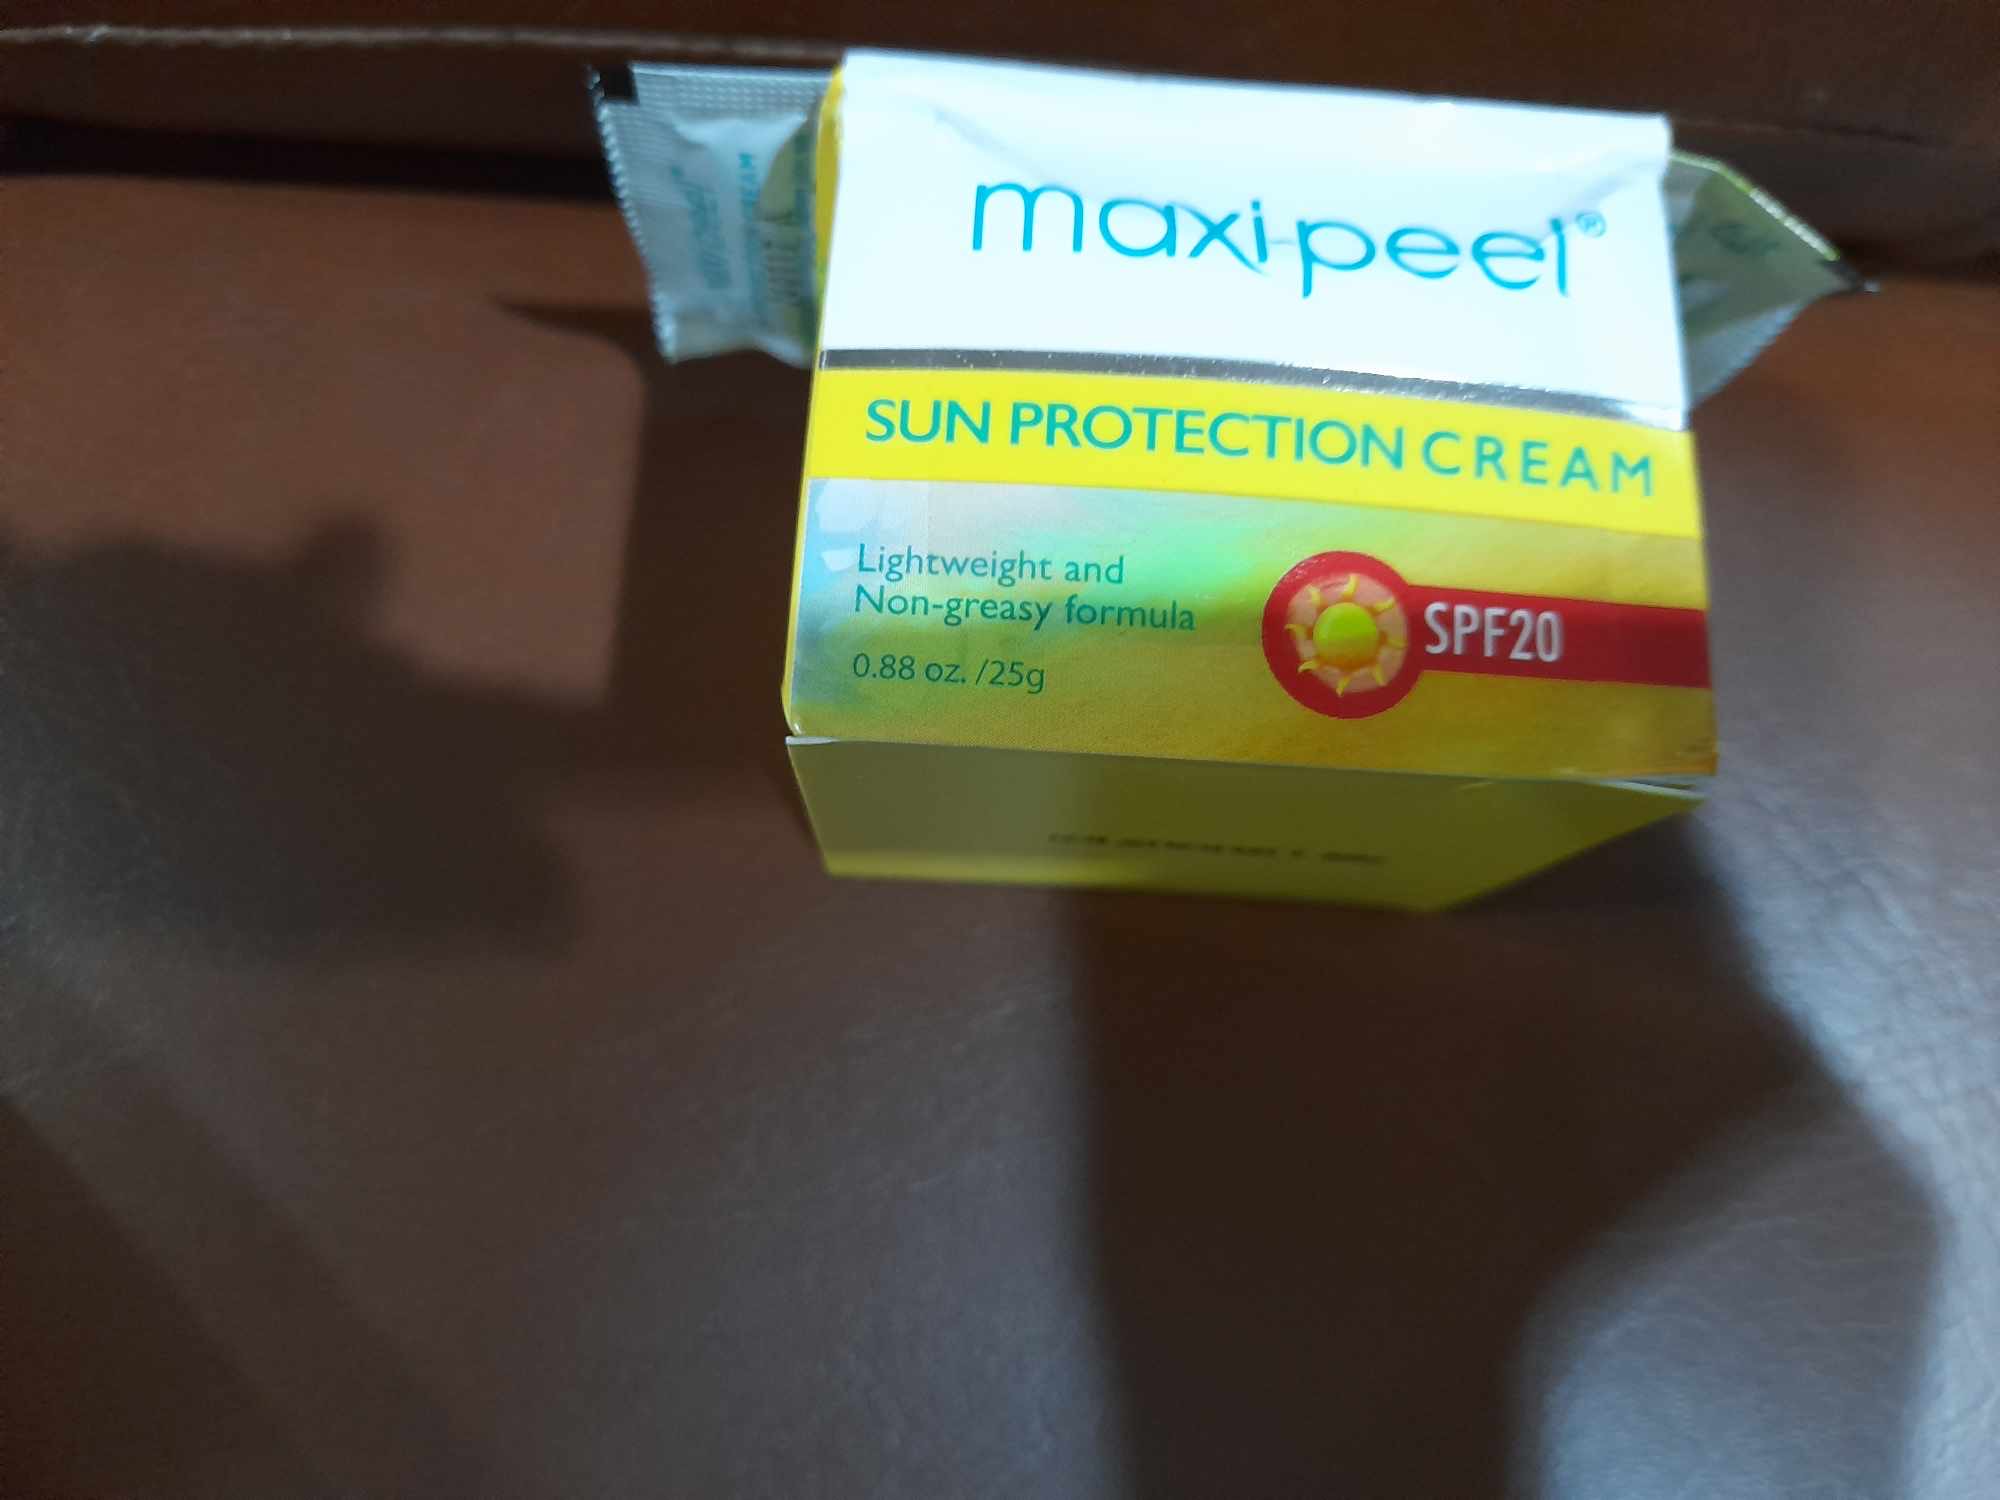 maxi-peel®
SUN PROTECTION CREAM
Lightweight and
Non-greasy formula
0.88 oz. /25g
SPF20